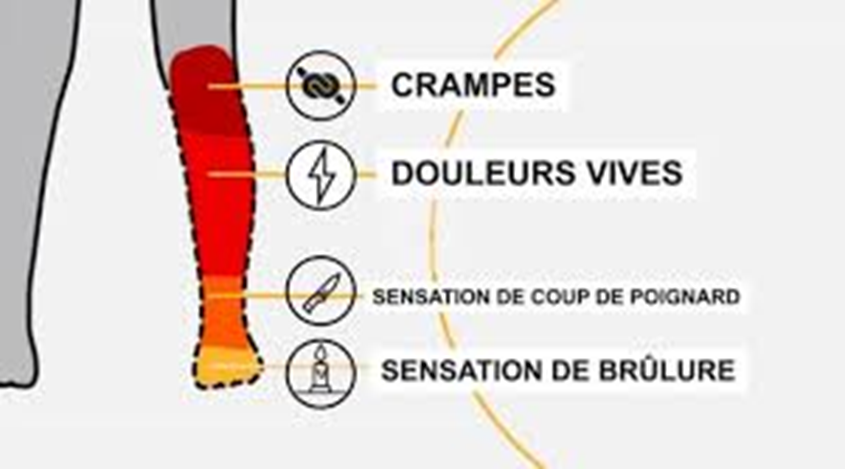 CRAMPES
DOULEURS VIVES
SENSATION DE COUP DE POIGNARD
SENSATION DE BRÛLURE